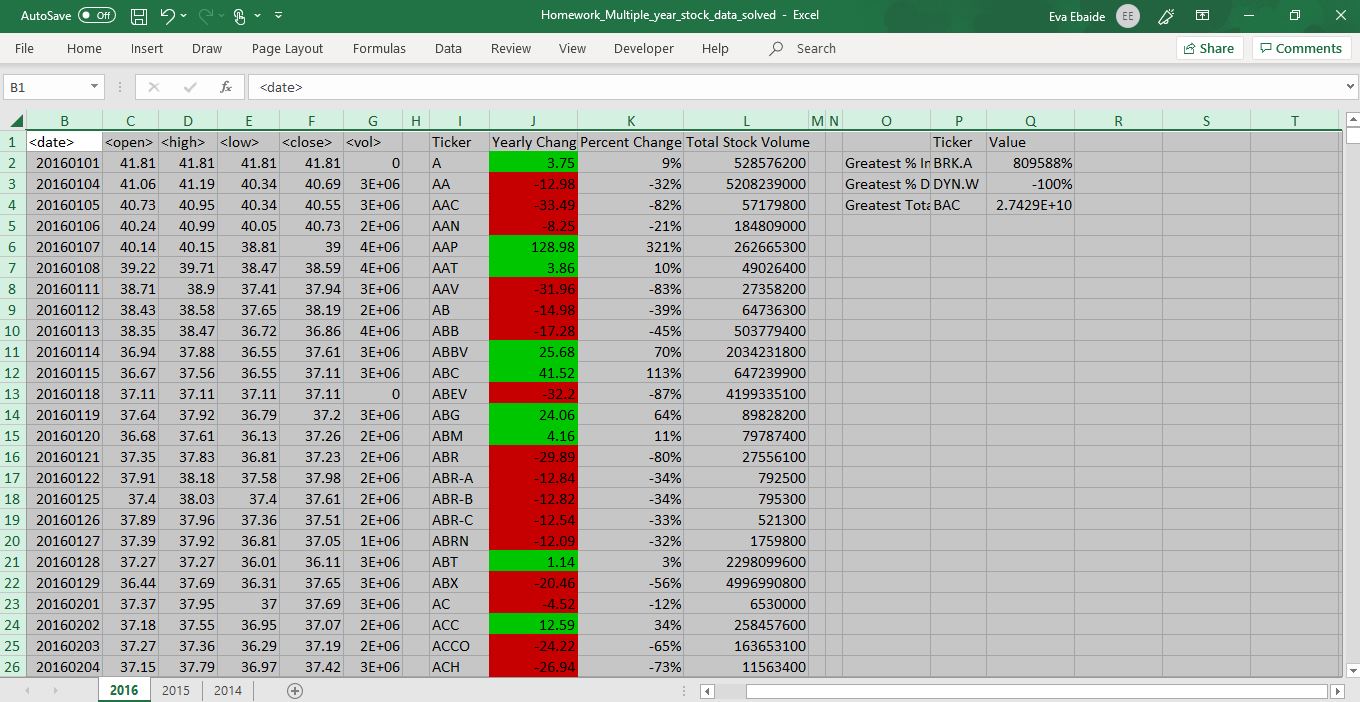 AutoSave Off Homework_Multiple_year_stock_data_solved - Excel Eva Ebaide EE
File Home Insert Draw Page Layout Formulas Data Review View Developer Help Search Share Comments
B1 fx <date>
B C D E F G H I J K L M N O P Q R S T
1 <date> <open> <high> <low> <close> <vol> Ticker Yearly Chang Percent Change Total Stock Volume Ticker Value
2 20160101 41.81 41.81 41.81 41.81 0 A 3.75 9% 528576200 Greatest % In BRK.A 809588%
3 20160104 41.06 41.19 40.34 40.69 3E+06 AA -12.98 -32% 5208239000 Greatest % D DYN.W -100%
4 20160105 40.73 40.95 40.34 40.55 3E+06 AAC -33.49 -82% 57179800 Greatest Tota BAC 2.7429E+10
5 20160106 40.24 40.99 40.05 40.73 2E+06 AAN -8.25 -21% 184809000
6 20160107 40.14 40.15 38.81 39 4E+06 AAP 128.98 321% 262665300
7 20160108 39.22 39.71 38.47 38.59 4E+06 AAT 3.86 10% 49026400
8 20160111 38.71 38.9 37.41 37.94 3E+06 AAV -31.96 -83% 27358200
9 20160112 38.43 38.58 37.65 38.19 2E+06 AB -14.98 -39% 64736300
10 20160113 38.35 38.47 36.72 36.86 4E+06 ABB -17.28 -45% 503779400
11 20160114 36.94 37.88 36.55 37.61 3E+06 ABBV 25.68 70% 2034231800
12 20160115 36.67 37.56 36.55 37.11 3E+06 ABC 41.52 113% 647239900
13 20160118 37.11 37.11 37.11 37.11 0 ABEV -32.2 -87% 4199335100
14 20160119 37.64 37.92 36.79 37.2 3E+06 ABG 24.06 64% 89828200
15 20160120 36.68 37.61 36.13 37.26 2E+06 ABM 4.16 11% 79787400
16 20160121 37.35 37.83 36.81 37.23 2E+06 ABR -29.89 -80% 27556100
17 20160122 37.91 38.18 37.58 37.98 2E+06 ABR-A -12.84 -34% 792500
18 20160125 37.4 38.03 37.4 37.61 2E+06 ABR-B -12.82 -34% 795300
19 20160126 37.89 37.96 37.36 37.51 2E+06 ABR-C -12.54 -33% 521300
20 20160127 37.39 37.92 36.81 37.05 1E+06 ABRN -12.09 -32% 1759800
21 20160128 37.27 37.27 36.01 36.11 3E+06 ABT 1.14 3% 2298099600
22 20160129 36.44 37.69 36.31 37.65 3E+06 ABX -20.46 -56% 4996990800
23 20160201 37.37 37.95 37 37.69 3E+06 AC -4.52 -12% 6530000
24 20160202 37.18 37.55 36.95 37.07 2E+06 ACC 12.59 34% 258457600
25 20160203 37.27 37.36 36.29 37.19 2E+06 ACCO -24.22 -65% 163653100
26 20160204 37.15 37.79 36.97 37.42 3E+06 ACH -26.94 -73% 11563400
2016 2015 2014